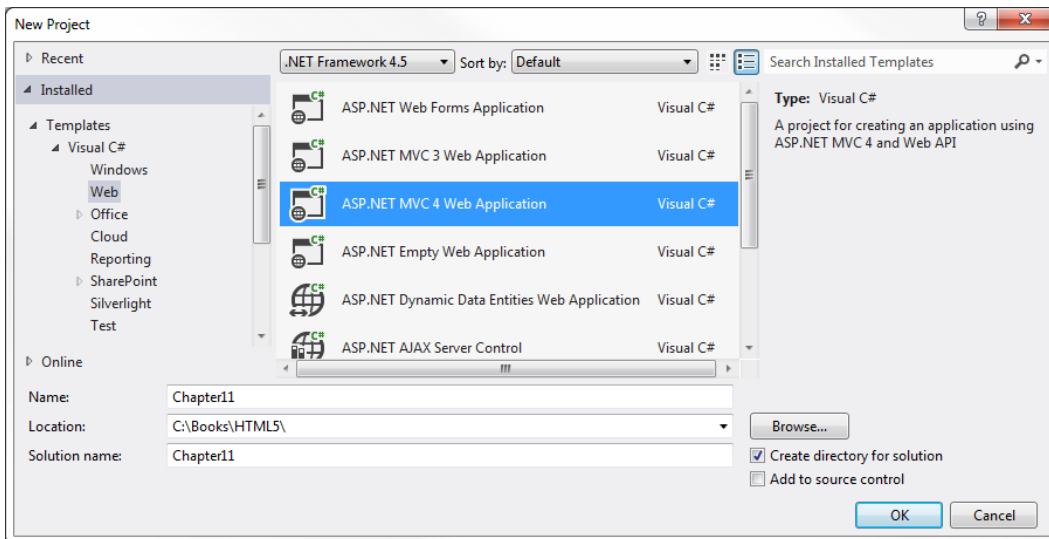 New Project
Recent
Installed
Templates
Visual C#
Windows
Web
Office
Cloud
Reporting
SharePoint
Silverlight
Test
Online
.NET Framework 4.5
Sort by: Default
C# ASP.NET Web Forms Application Visual C#
C# ASP.NET MVC 3 Web Application Visual C#
C# ASP.NET MVC 4 Web Application Visual C#
C# ASP.NET Empty Web Application Visual C#
C# ASP.NET Dynamic Data Entities Web Application Visual C#
C# ASP.NET AJAX Server Control Visual C#
Search Installed Templates
Type: Visual C#
A project for creating an application using
ASP.NET MVC 4 and Web API
Name: Chapter11
Location: C:\Books\HTML5\
Solution name: Chapter11
Browse...
Create directory for solution
Add to source control
OK
Cancel